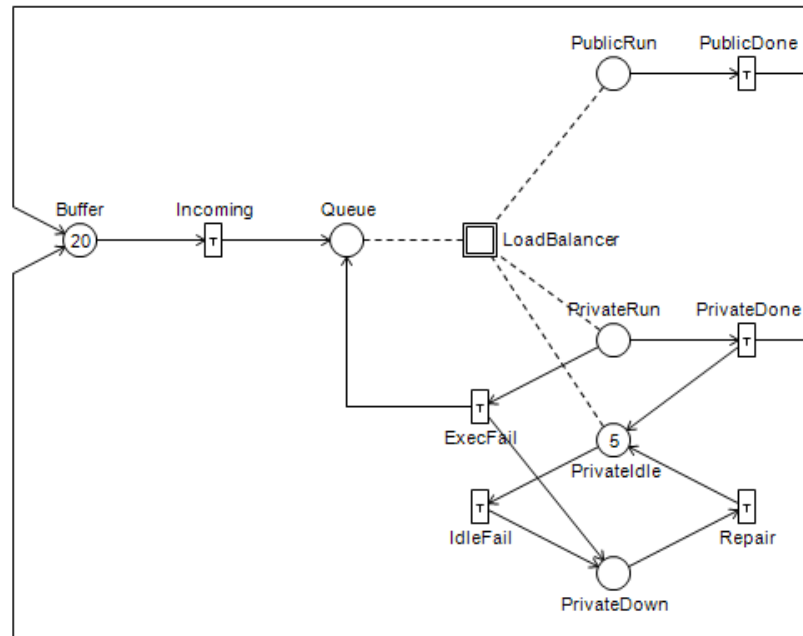 PublicRun PublicDone
T
Buffer Incoming Queue
20 T LoadBalancer
PrivateRun PrivateDone
T
T
ExecFail
5
PrivateIdle
T T
IdleFail Repair
PrivateDown